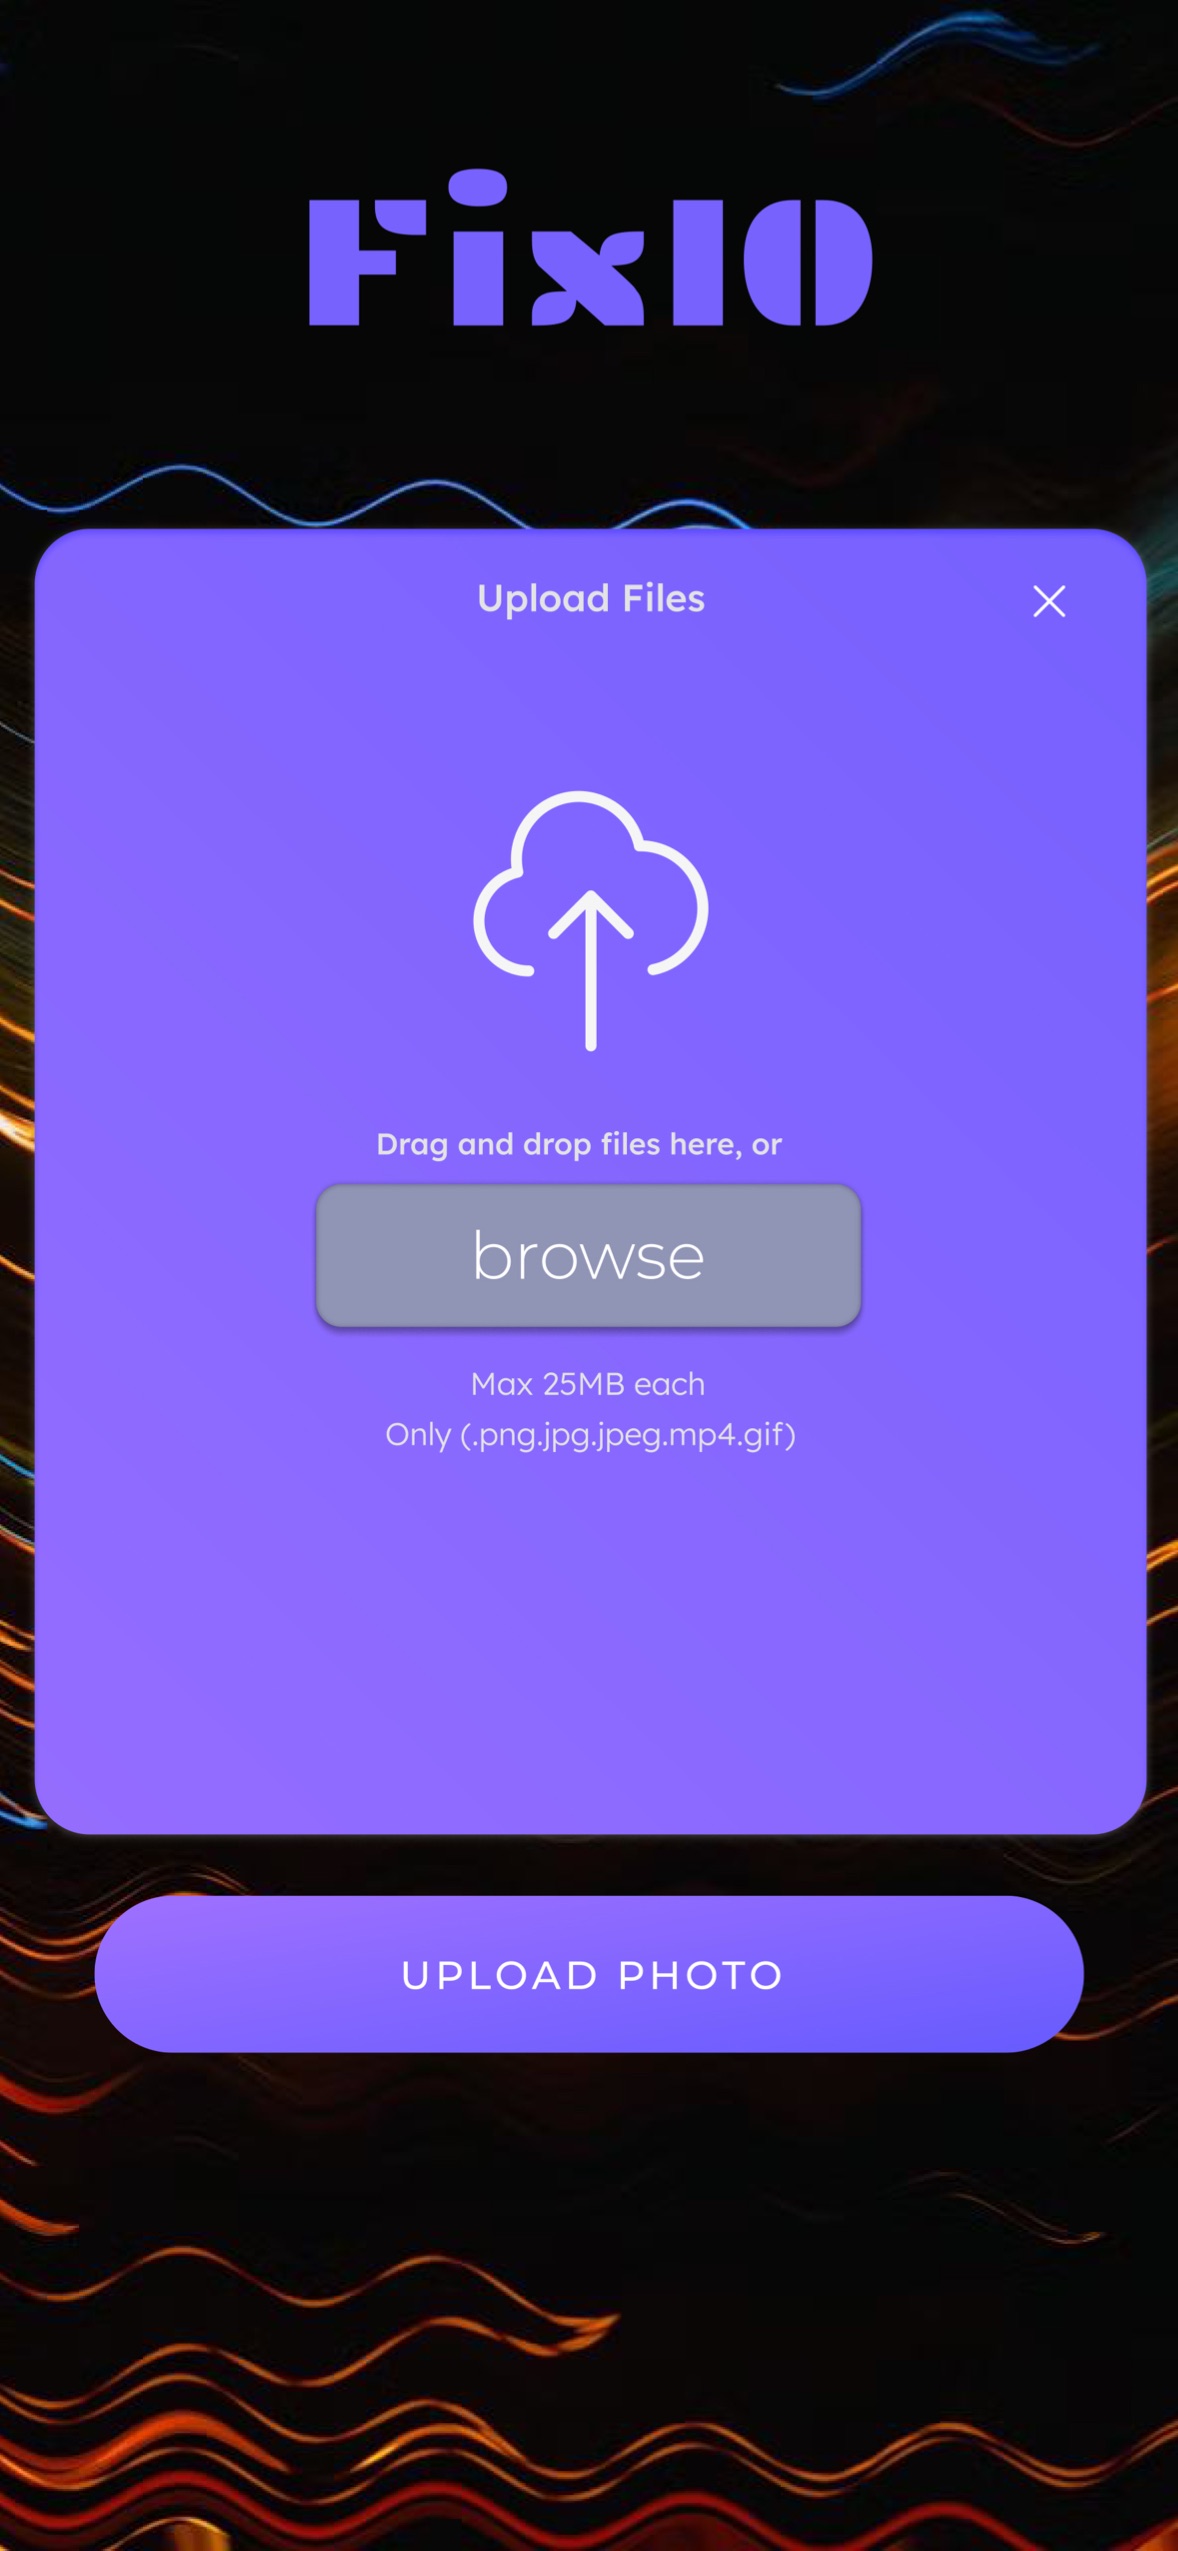 Fix10
Upload Files
Drag and drop files here, or
browse
Max 25MB each
Only (.png.jpg.jpeg.mp4.gif)
UPLOAD PHOTO